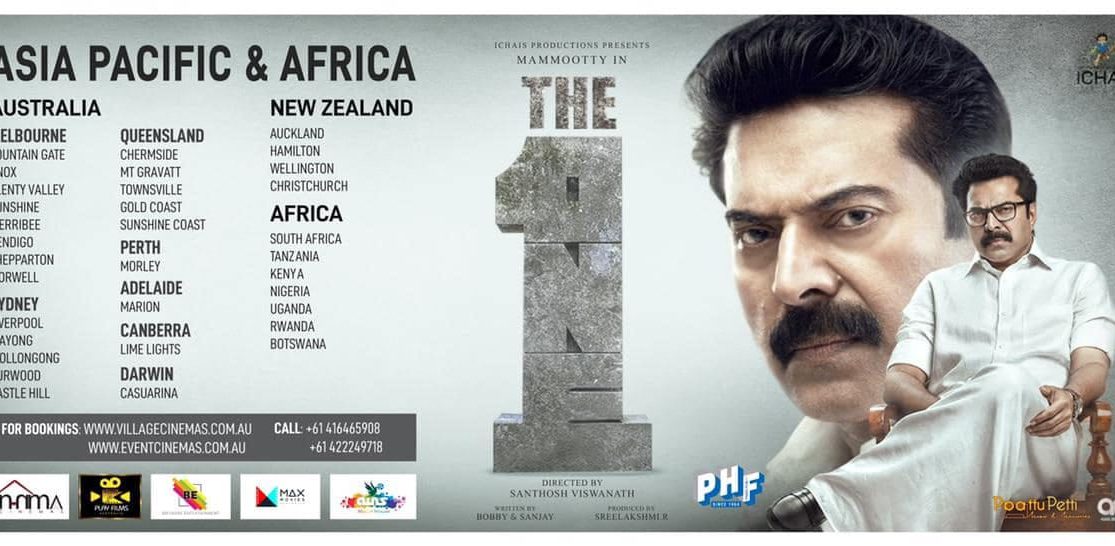 ASIA PACIFIC & AFRICA
AUSTRALIA
ELBOURNE
OUNTAIN GATE
NOX
LENTY VALLEY
UNSHINE
ERRIBEE
ENDIGO
HEPPARTON
ORWELL
YDNEY
VERPOOL
AYONG
OLLONGONG
URWOOD
ASTLE HILL
QUEENSLAND
CHERMSIDE
MT GRAVATT
TOWNSVILLE
GOLD COAST
SUNSHINE COAST
PERTH
MORLEY
ADELAIDE
MARION
CANBERRA
LIME LIGHTS
DARWIN
CASUARINA
NEW ZEALAND
AUCKLAND
HAMILTON
WELLINGTON
CHRISTCHURCH
AFRICA
SOUTH AFRICA
TANZANIA
KENYA
NIGERIA
UGANDA
RWANDA
BOTSWANA
FOR BOOKINGS: WWW.VILLAGECINEMAS.COM.AU CALL: +61 416465908
WWW.EVENTCINEMAS.COM.AU +61 422249718
PLAY FILMS
BE
MAX
MOVIES
ICHAIS PRODUCTIONS PRESENTS
MAMMOOTTY IN
THE
1
ONE
DIRECTED BY
SANTHOSH VISWANATH
WRITTEN BY
BOBBY & SANJAY
PRODUCED BY
SREELAKSHMI.R
PHF
SINCE 1964
ICHA
PaattuPetti